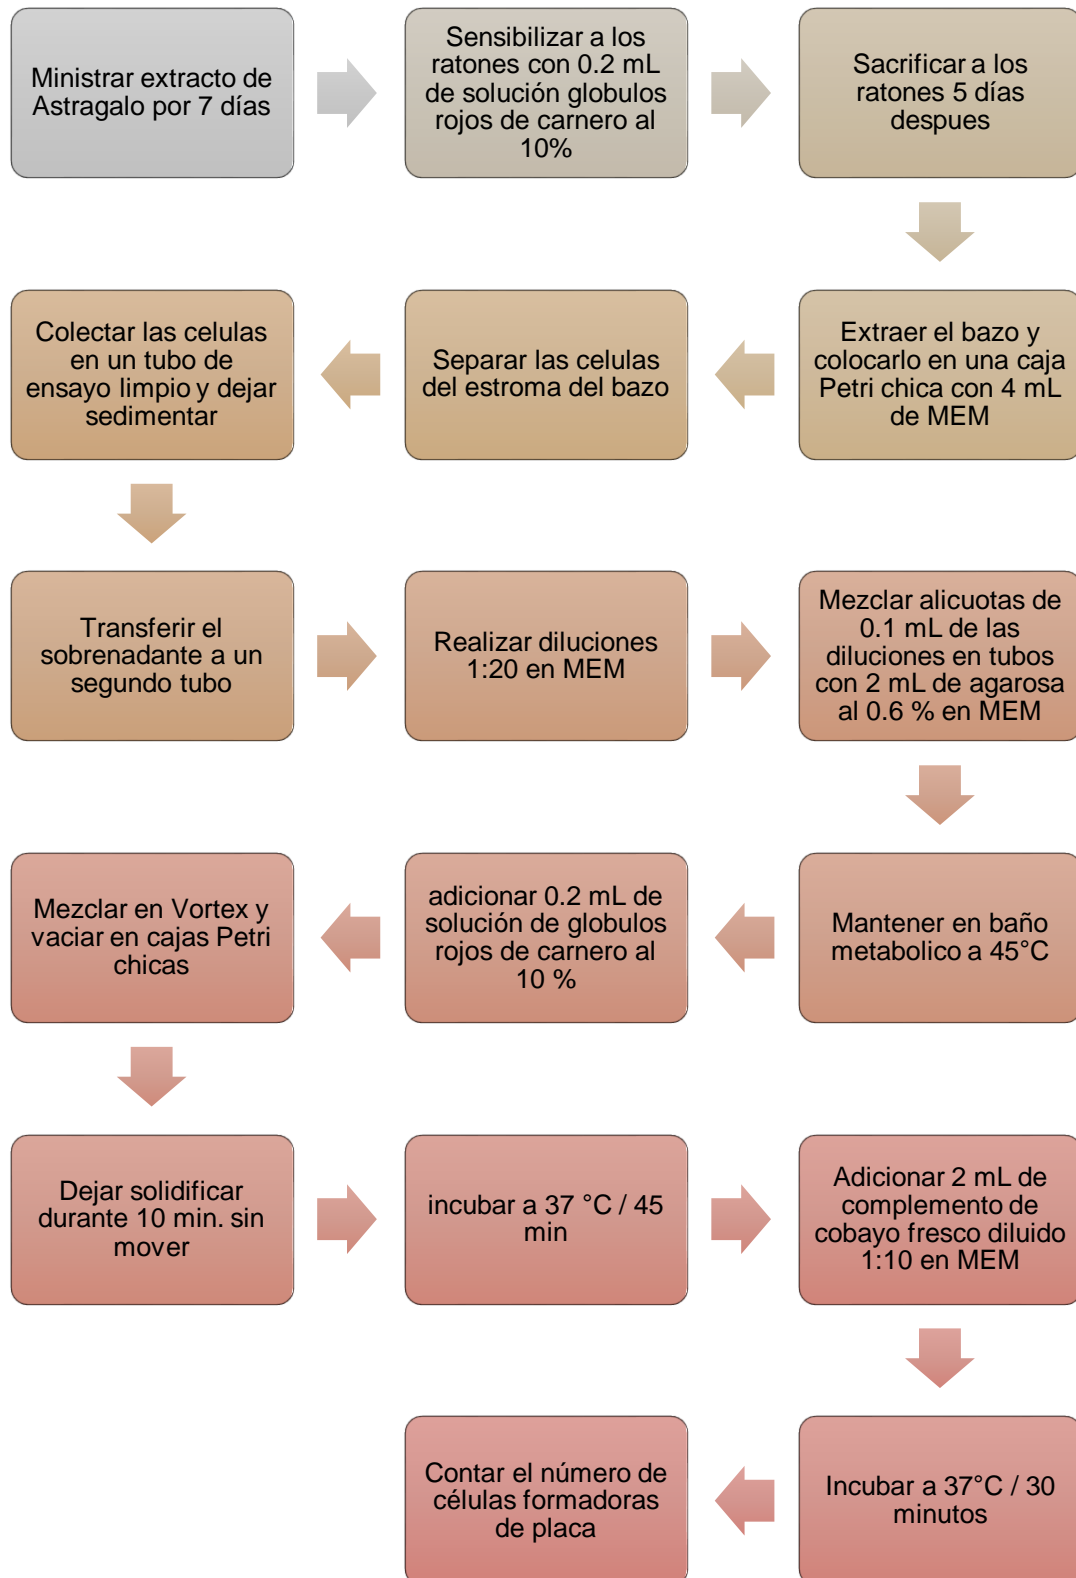 Ministrar extracto de
Astragalo por 7 días
Sensibilizar a los
ratones con 0.2 mL
de solución globulos
rojos de carnero al
10%
Sacrificar a los
ratones 5 días
despues
Extraer el bazo y
colocarlo en una caja
Petri chica con 4 mL
de MEM
Separar las celulas
del estroma del bazo
Colectar las celulas
en un tubo de
ensayo limpio y dejar
sedimentar
Transferir el
sobrenadante a un
segundo tubo
Realizar diluciones
1:20 en MEM
Mezclar alicuotas de
0.1 mL de las
diluciones en tubos
con 2 mL de agarosa
al 0.6 % en MEM
Mantener en baño
metabolico a 45°C
adicionar 0.2 mL de
solución de globulos
rojos de carnero al
10 %
Mezclar en Vortex y
vaciar en cajas Petri
chicas
Dejar solidificar
durante 10 min. sin
mover
incubar a 37 °C / 45
min
Adicionar 2 mL de
complemento de
cobayo fresco diluido
1:10 en MEM
Incubar a 37°C / 30
minutos
Contar el número de
células formadoras
de placa